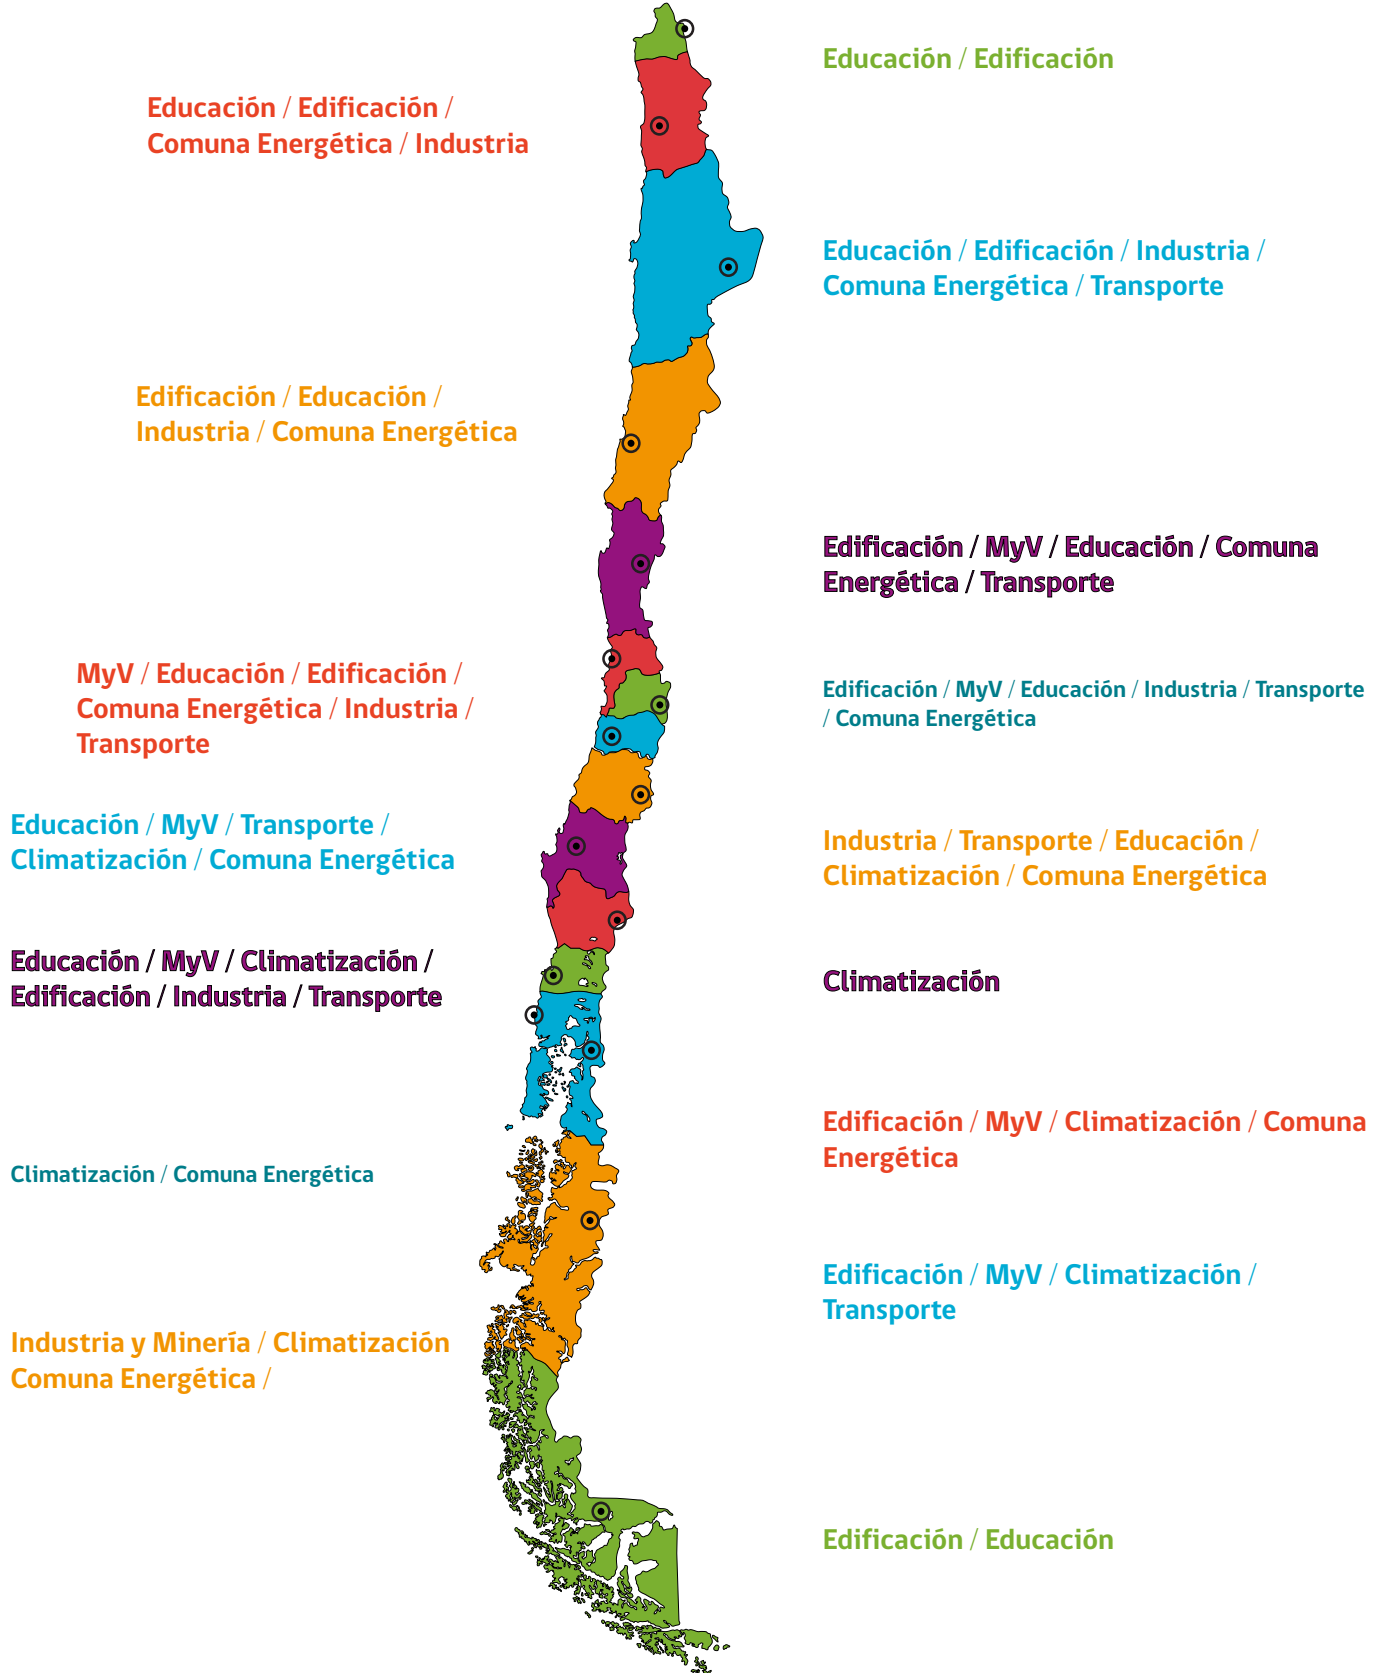 Educación / Edificación
Educación / Edificación /
Comuna Energética / Industria
Educación / Edificación / Industria /
Comuna Energética / Transporte
Edificación / Educación /
Industria / Comuna Energética
Edificación / MyV / Educación / Comuna
Energética / Transporte
MyV / Educación / Edificación /
Comuna Energética / Industria /
Transporte
Edificación / MyV / Educación / Industria / Transporte
/ Comuna Energética
Educación / MyV / Transporte /
Climatización / Comuna Energética
Industria / Transporte / Educación /
Climatización / Comuna Energética
Educación / MyV / Climatización /
Edificación / Industria / Transporte
Climatización
Edificación / MyV / Climatización / Comuna
Energética
Climatización / Comuna Energética
Edificación / MyV / Climatización /
Transporte
Industria y Minería / Climatización
Comuna Energética /
Edificación / Educación